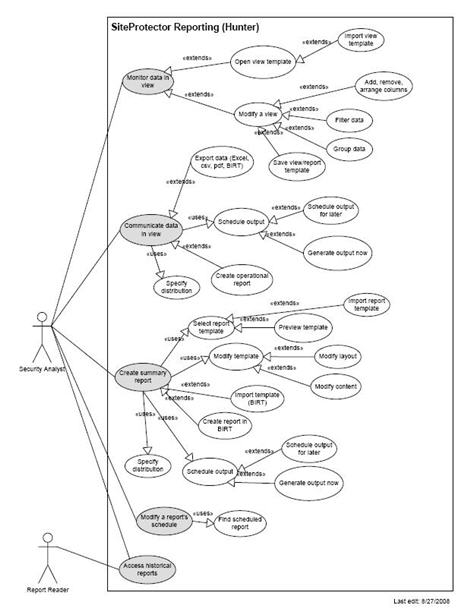 SiteProtector Reporting (Hunter)
Import view
template
«extends»
«extends»
Open view template
Monitor data in
view
Add, remove,
arrange columns
«extends»
«extends»
Modify a view
«extends»
Filter data
«extends»
Group data
«extends»
Save view/report
template
Export data (Excel,
csv, pdf, BIRT)
«extends»
Schedule output
for later
«extends»
«uses»
Schedule output
Communicate data
in view
«extends»
«extends»
Generate output now
«uses»
Create operational
report
Specify
distribution
Import report
template
«extends»
Select report
template
«extends»
Preview template
Security Analyst
«uses»
«uses»
Modify template
«extends»
Modify layout
Create summary
report
«extends»
Modify content
«extends»
Import template
(BIRT)
«extends»
«uses»
«uses»
Create report in
BIRT
Schedule output
for later
«extends»
Specify
distribution
Schedule output
«extends»
Generate output now
Modify a report's
schedule
«uses»
Find scheduled
report
Access historical
reports
Report Reader
Last edit: 8/27/2008